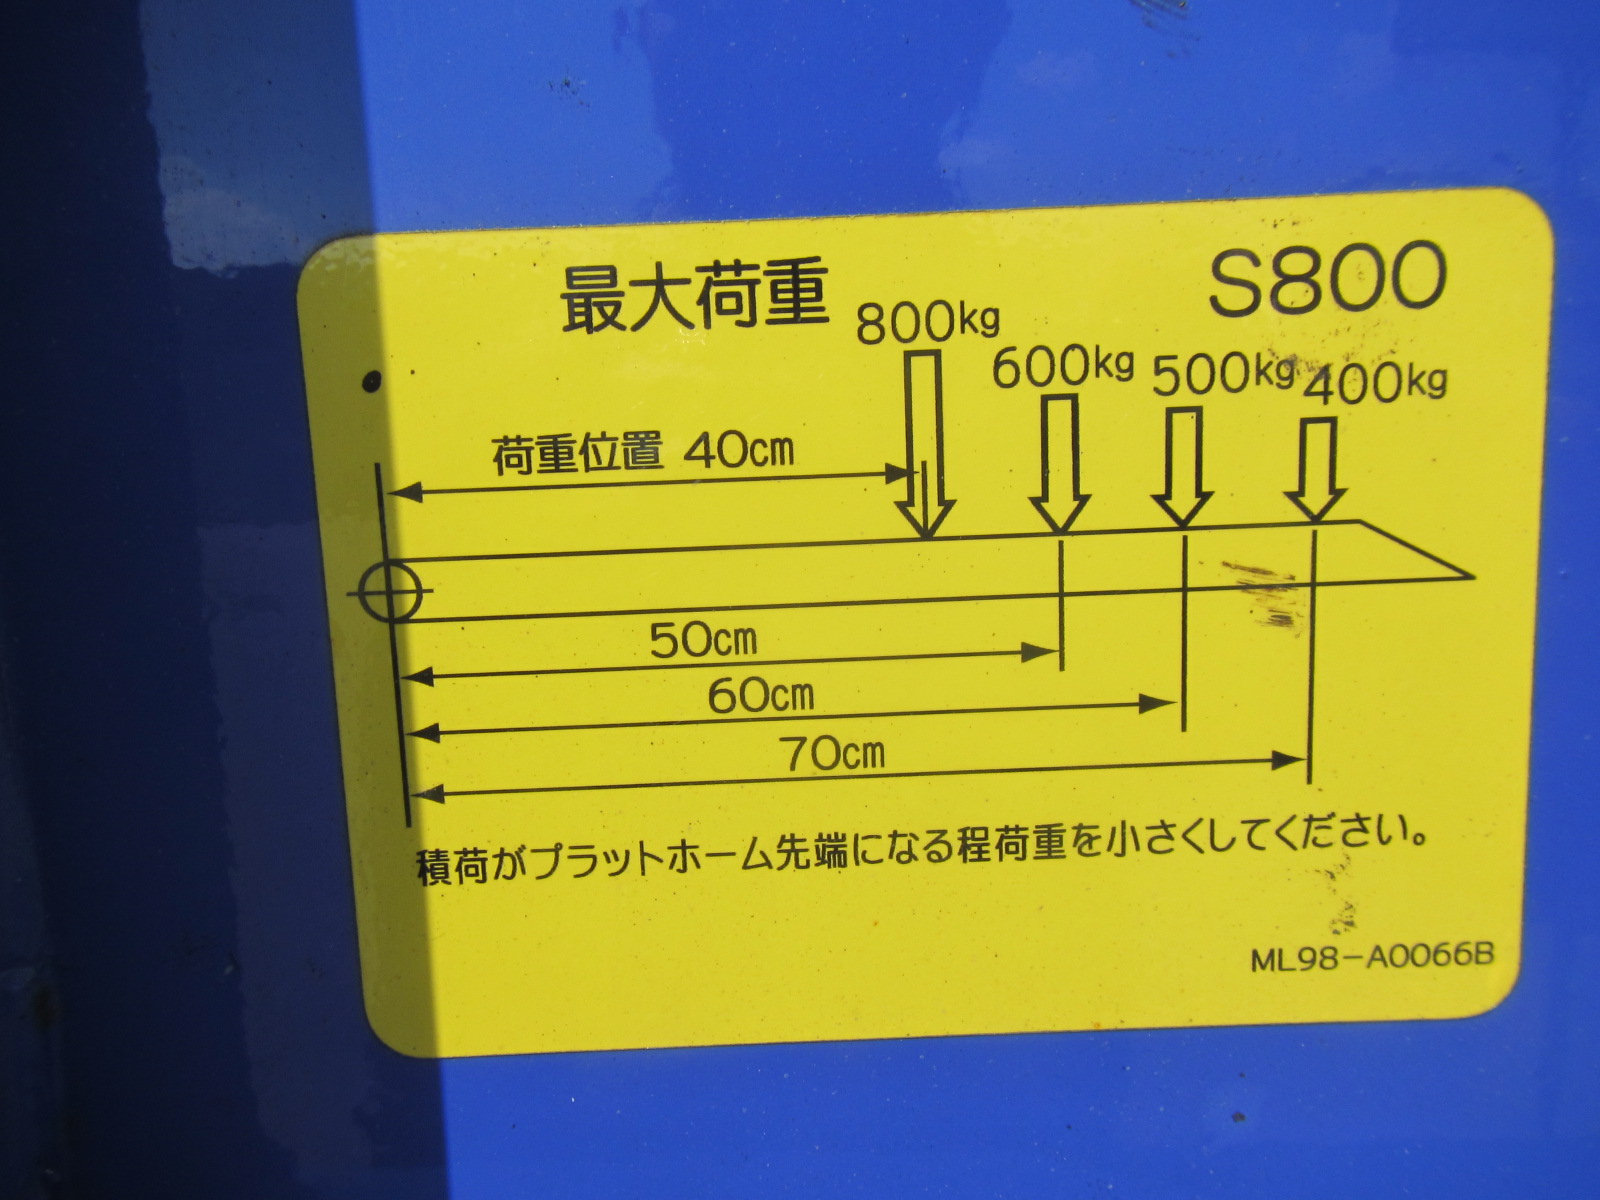 最大荷重
S800
800kg
600kg
500kg
400kg
荷重位置 40cm
50cm
60cm
70cm
積荷がプラットホーム先端になる程荷重を小さくしてください。
ML98-A0066B